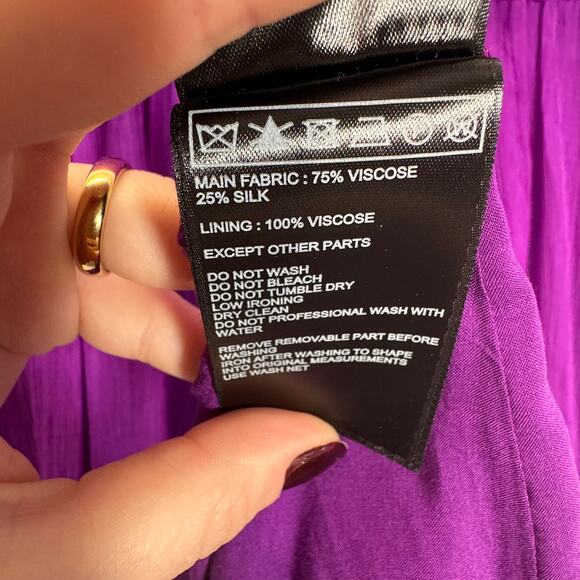 MAIN FABRIC : 75% VISCOSE
25% SILK
LINING : 100% VISCOSE
EXCEPT OTHER PARTS
DO NOT WASH
DO NOT BLEACH
DO NOT TUMBLE DRY
LOW IRONING
DRY CLEAN
DO NOT PROFESSIONAL WASH WITH
WATER
REMOVE REMOVABLE PART BEFORE
WASHING
IRON AFTER WASHING TO SHAPE
INTO ORIGINAL MEASUREMENTS
USE WASH NET